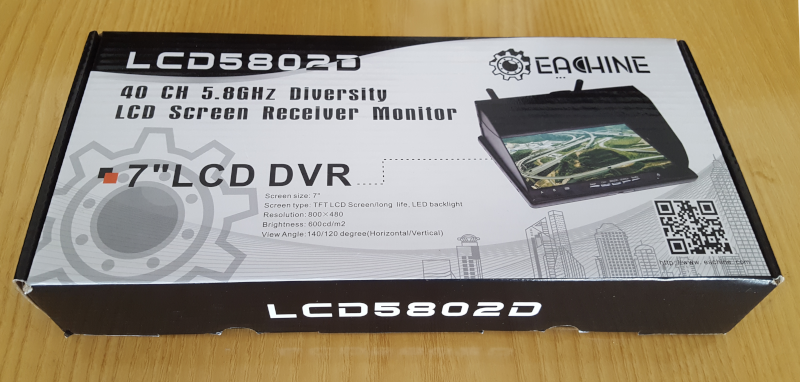 LCD5802D
EACHINE
40 CH 5.8GHz Diversity
LCD Screen Receiver Monitor
7"LCD DVR
Screen size: 7"
Screen type: TFT LCD Screen/long life, LED backlight
Resolution: 800×480
Brightness: 600cd/m2
View Angle:140/120 degree(Horizontal/Vertical)
http://www.eachine.com
LCD5802D